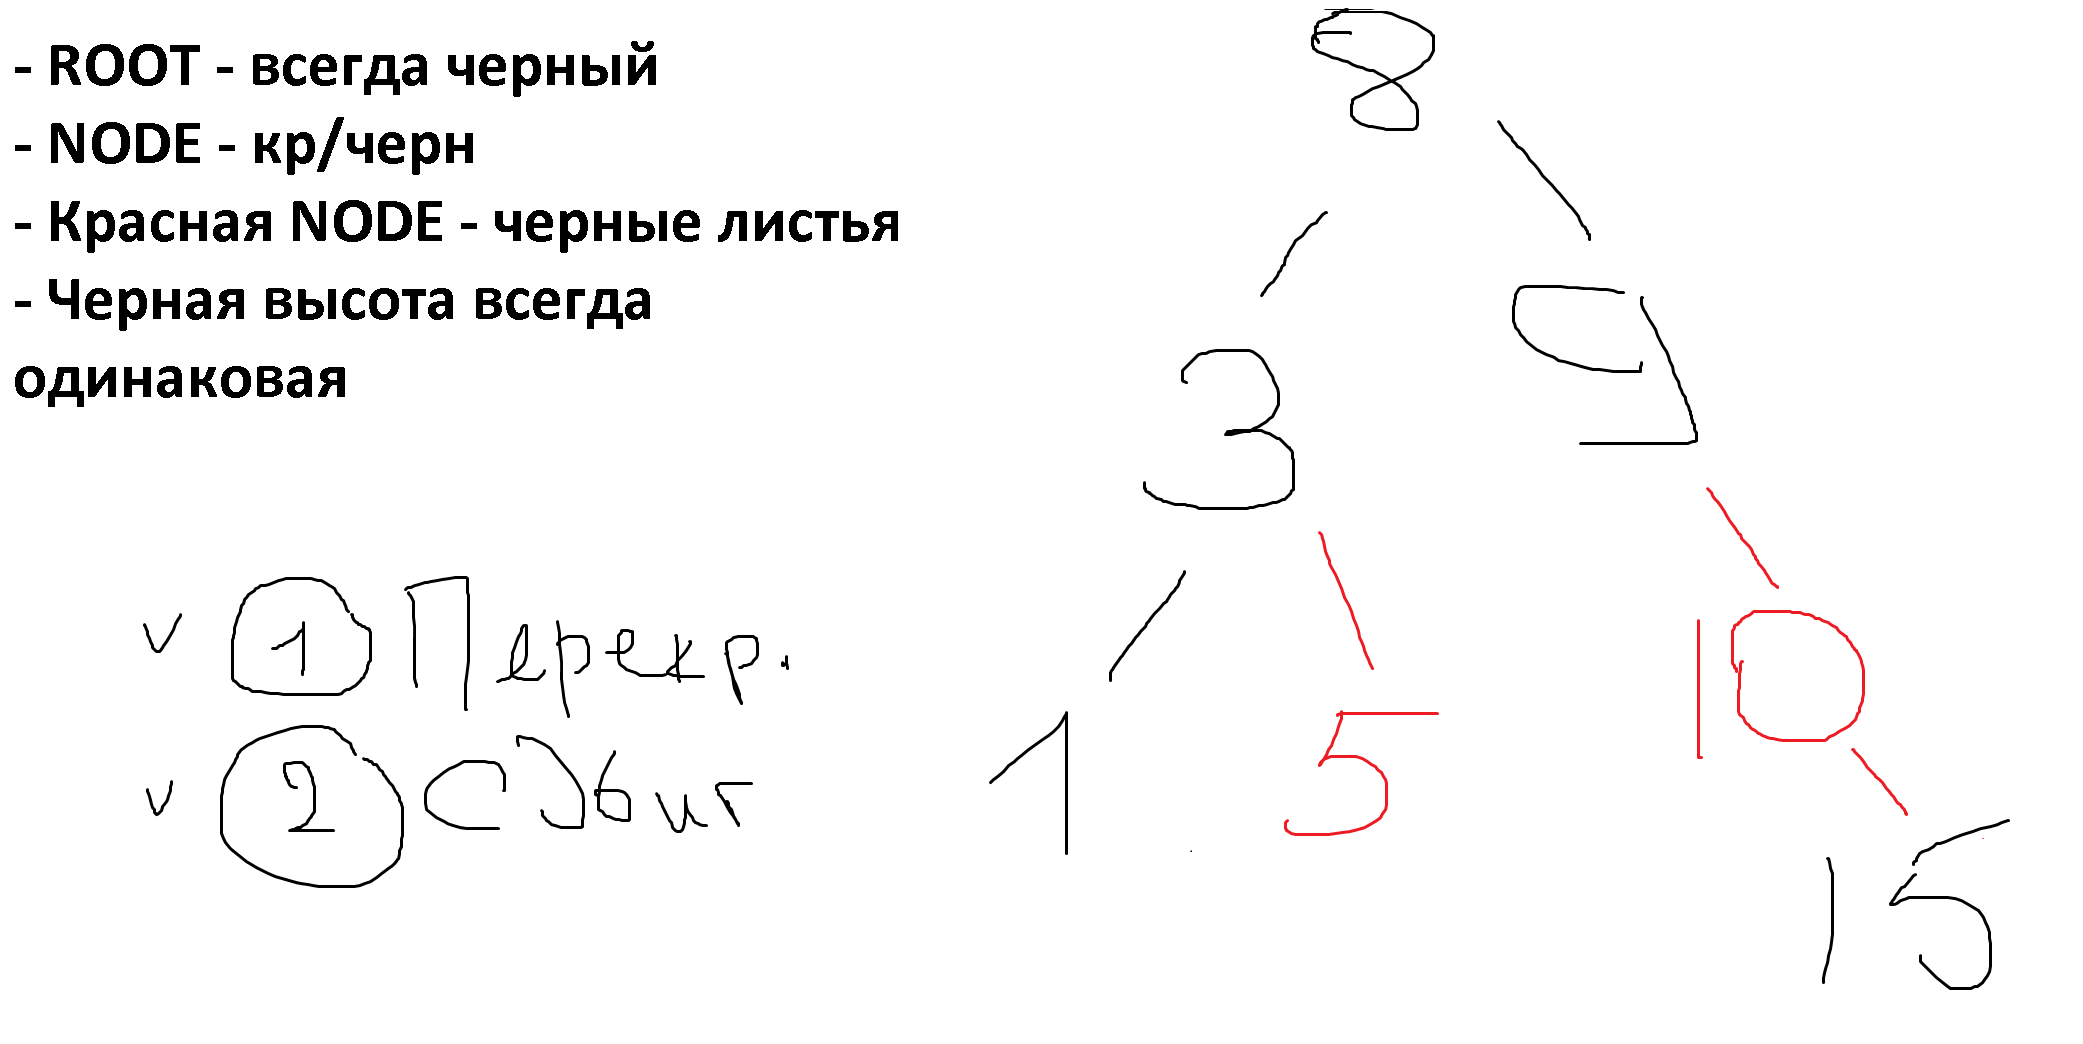 - ROOT - всегда черный
- NODE - кр/черн
- Красная NODE - черные листья
- Черная высота всегда
одинаковая
8
3 9
1 5 10
15
v 1 Перекр.
v 2 Сдвиг